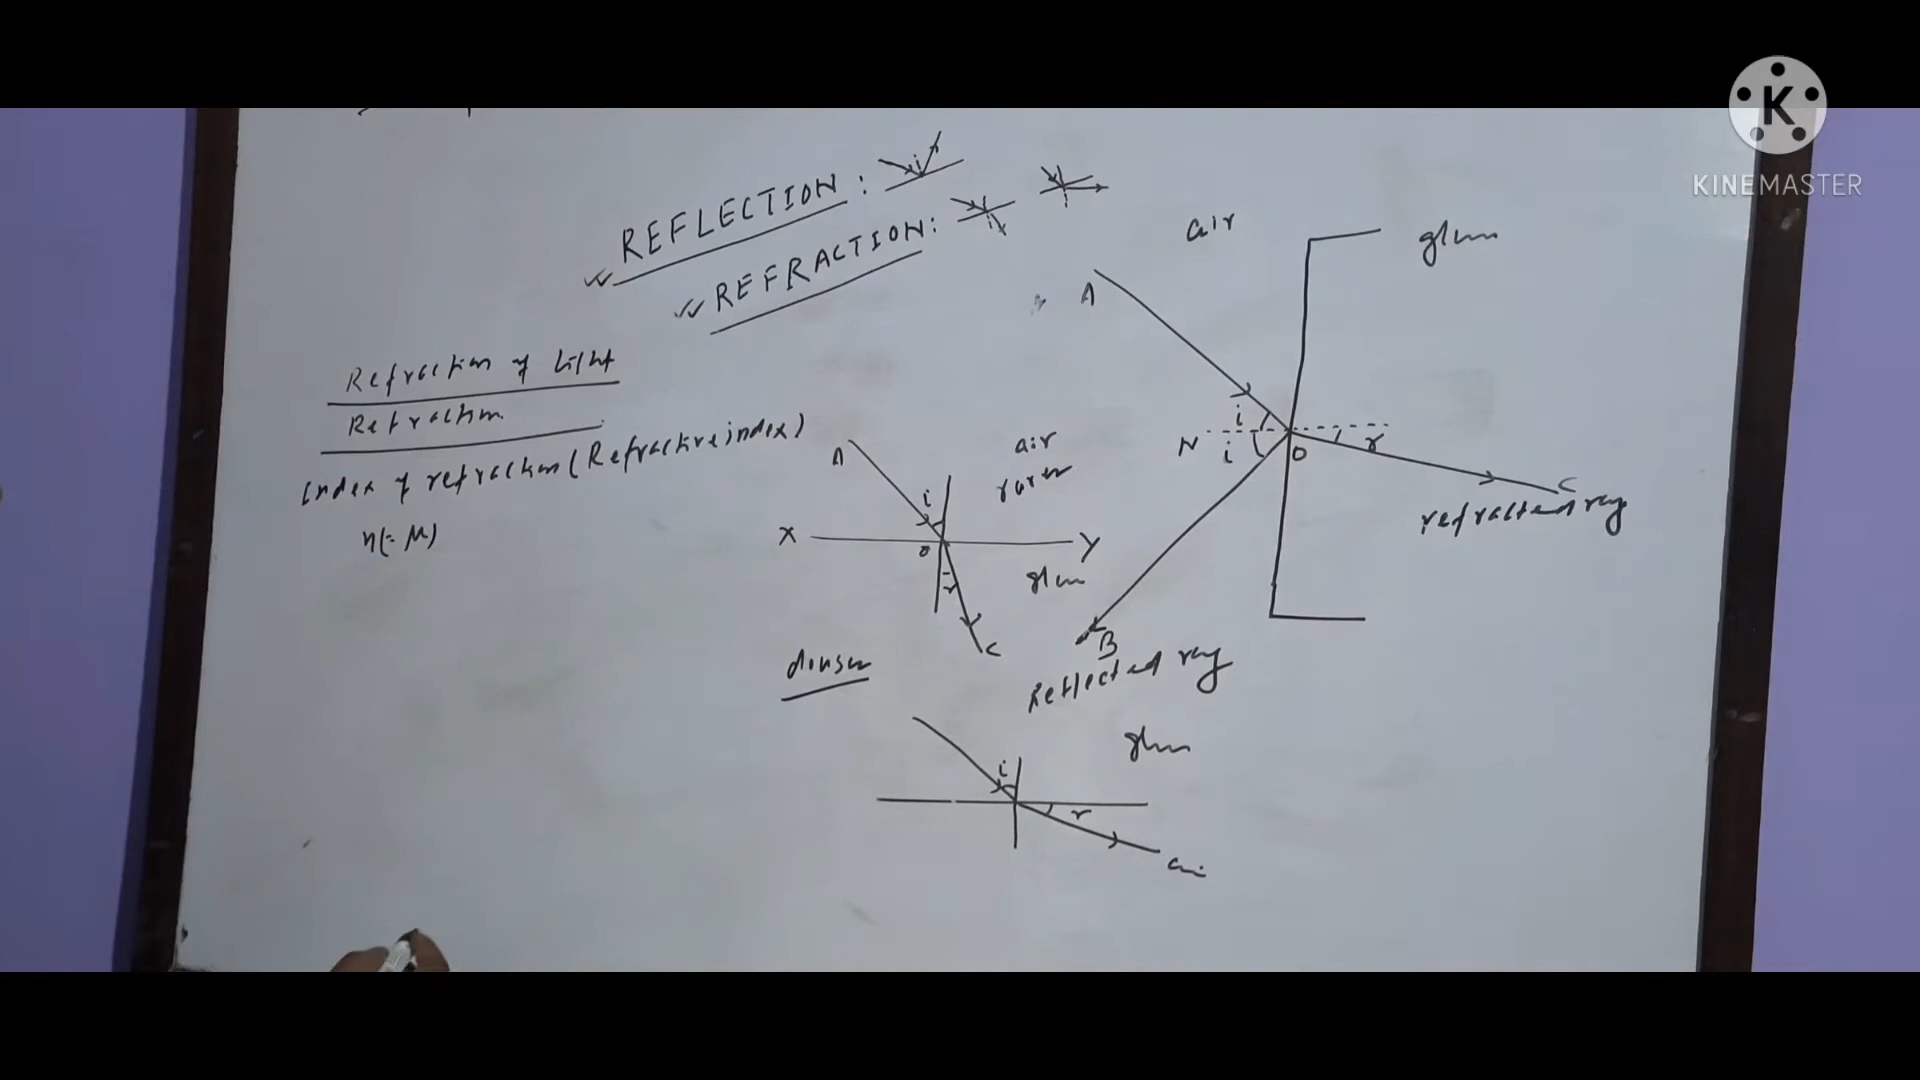 REFLECTION:
REFRACTION:
Refraction of Light
Refraction
index of refraction (Refractive index)
η(= μ)
A
i
air
rarer
X
O
Y
r
glass
C
denser
air
glass
A
i
N
i
O
r
C
refracted ray
B
Reflected ray
glass
i
r
air
K
KINEMASTER